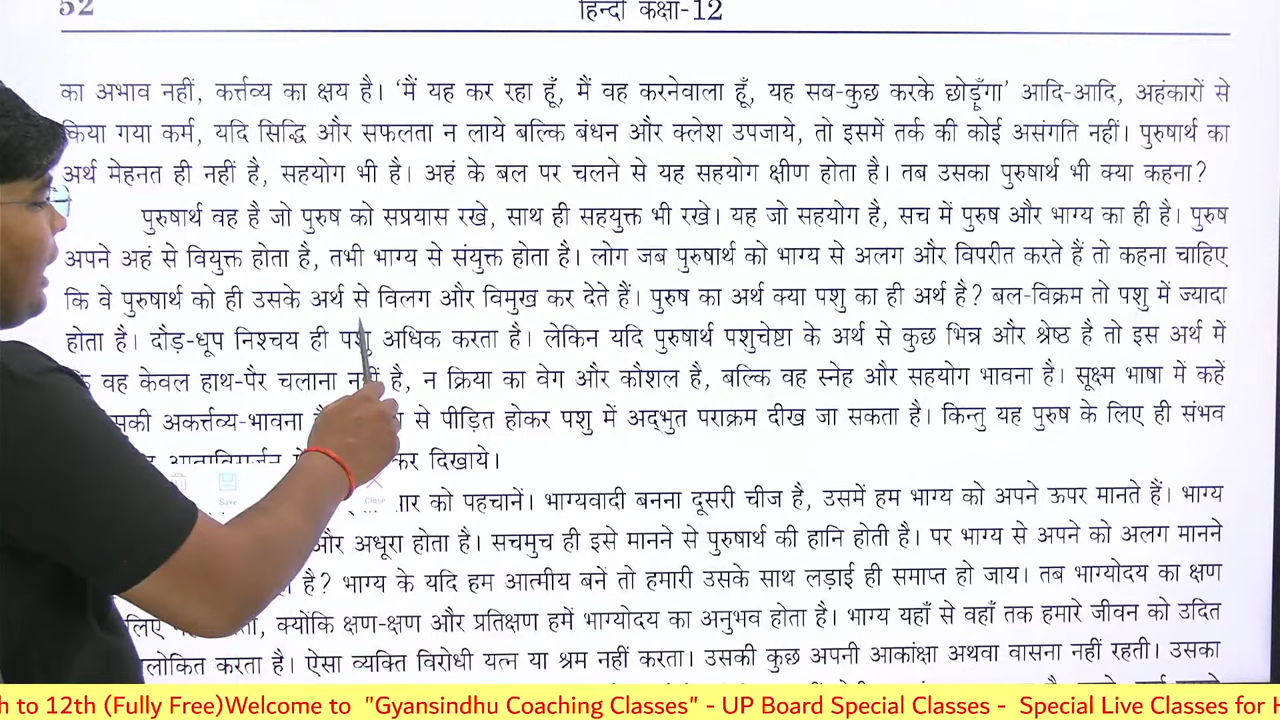 52
हिन्दी कक्षा-12
का अभाव नहीं, कर्त्तव्य का क्षय है। ‘मैं यह कर रहा हूँ, मैं वह करनेवाला हूँ, यह सब-कुछ करके छोड़ूँगा’ आदि-आदि, अहंकारों से
किया गया कर्म, यदि सिद्धि और सफलता न लाये बल्कि बंधन और क्लेश उपजाये, तो इसमें तर्क की कोई असंगति नहीं। पुरुषार्थ का
अर्थ मेहनत ही नहीं है, सहयोग भी है। अहं के बल पर चलने से यह सहयोग क्षीण होता है। तब उसका पुरुषार्थ भी क्या कहना?
पुरुषार्थ वह है जो पुरुष को सप्रयास रखे, साथ ही सहयुक्त भी रखे। यह जो सहयोग है, सच में पुरुष और भाग्य का ही है। पुरुष
अपने अहं से वियुक्त होता है, तभी भाग्य से संयुक्त होता है। लोग जब पुरुषार्थ को भाग्य से अलग और विपरीत करते हैं तो कहना चाहिए
कि वे पुरुषार्थ को ही उसके अर्थ से विलग और विमुख कर देते हैं। पुरुष का अर्थ क्या पशु का ही अर्थ है? बल-विक्रम तो पशु में ज्यादा
होता है। दौड़-धूप निश्चय ही पशु अधिक करता है। लेकिन यदि पुरुषार्थ पशुचेष्टा के अर्थ से कुछ भिन्न और श्रेष्ठ है तो इस अर्थ में
वह केवल हाथ-पैर चलाना नहीं है, न क्रिया का वेग और कौशल है, बल्कि वह स्नेह और सहयोग भावना है। सूक्ष्म भाषा में कहें
अकर्त्तव्य-भावना से पीड़ित होकर पशु में अद्‌भुत पराक्रम दीख जा सकता है। किन्तु यह पुरुष के लिए ही संभव
कर दिखाये।
Save
Close
को पहचानें। भाग्यवादी बनना दूसरी चीज है, उसमें हम भाग्य को अपने ऊपर मानते हैं। भाग्य
और अधूरा होता है। सचमुच ही इसे मानने से पुरुषार्थ की हानि होती है। पर भाग्य से अपने को अलग मानने
है? भाग्य के यदि हम आत्मीय बनें तो हमारी उसके साथ लड़ाई ही समाप्त हो जाय। तब भाग्योदय का क्षण
क्योंकि क्षण-क्षण और प्रतिक्षण हमें भाग्योदय का अनुभव होता है। भाग्य यहाँ से वहाँ तक हमारे जीवन को उदित
करता है। ऐसा व्यक्ति विरोधी यत्न या श्रम नहीं करता। उसकी कुछ अपनी आकांक्षा अथवा वासना नहीं रहती। उसका
to 12th (Fully Free)Welcome to "Gyansindhu Coaching Classes" - UP Board Special Classes - Special Live Classes for